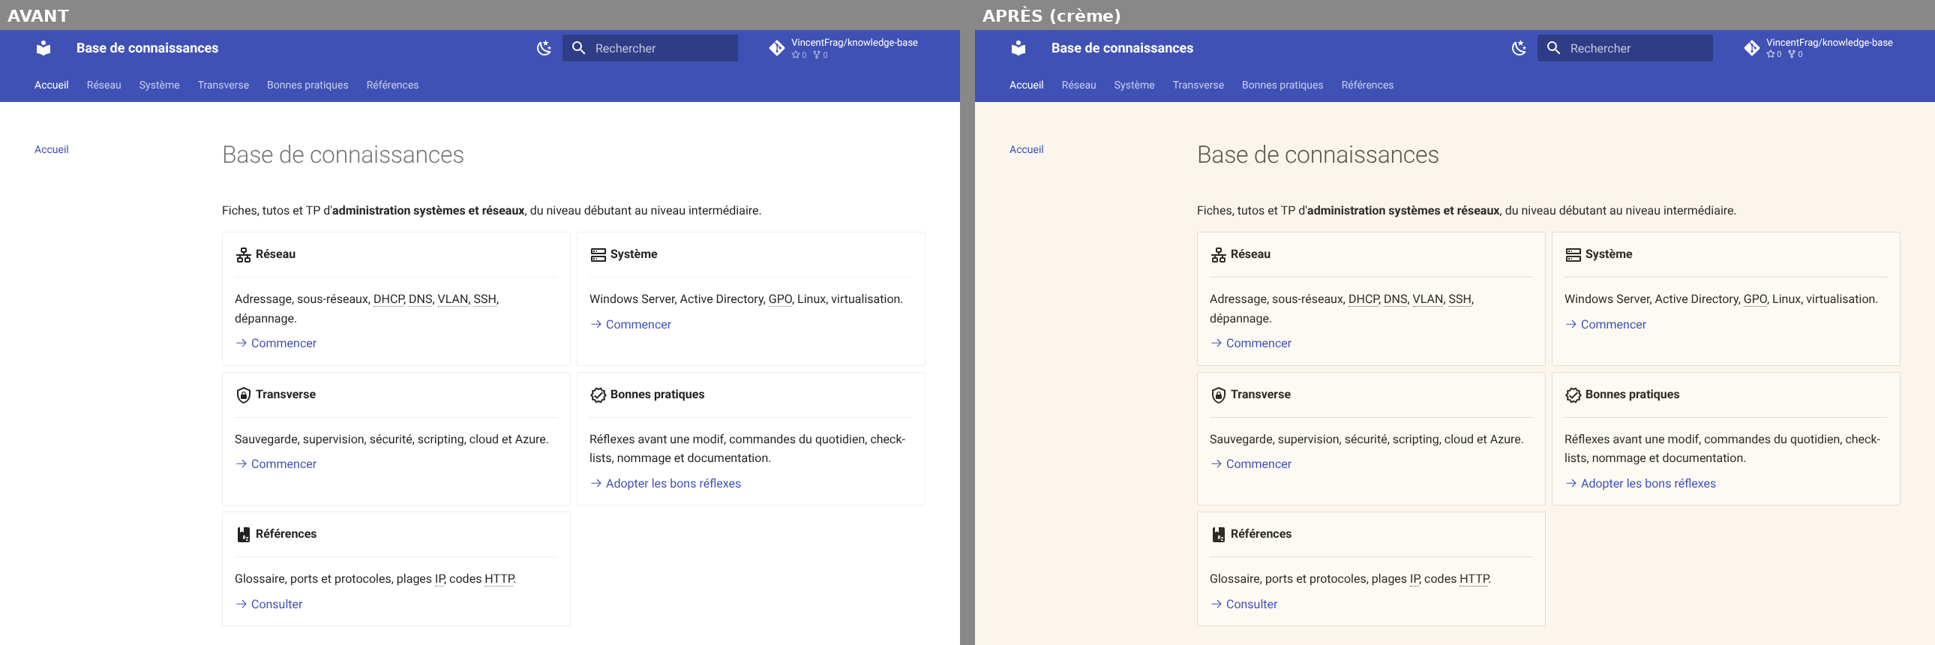 AVANT
Base de connaissances
Rechercher
VincentFrag/knowledge-base
0 0
Accueil Réseau Système Transverse Bonnes pratiques Références
Accueil
Base de connaissances
Fiches, tutos et TP d'administration systèmes et réseaux, du niveau débutant au niveau intermédiaire.
Réseau
Adressage, sous-réseaux, DHCP, DNS, VLAN, SSH,
dépannage.
→ Commencer
Système
Windows Server, Active Directory, GPO, Linux, virtualisation.
→ Commencer
Transverse
Sauvegarde, supervision, sécurité, scripting, cloud et Azure.
→ Commencer
Bonnes pratiques
Réflexes avant une modif, commandes du quotidien, check-
lists, nommage et documentation.
→ Adopter les bons réflexes
Références
Glossaire, ports et protocoles, plages IP, codes HTTP.
→ Consulter
APRÈS (crème)
Base de connaissances
Rechercher
VincentFrag/knowledge-base
0 0
Accueil Réseau Système Transverse Bonnes pratiques Références
Accueil
Base de connaissances
Fiches, tutos et TP d'administration systèmes et réseaux, du niveau débutant au niveau intermédiaire.
Réseau
Adressage, sous-réseaux, DHCP, DNS, VLAN, SSH,
dépannage.
→ Commencer
Système
Windows Server, Active Directory, GPO, Linux, virtualisation.
→ Commencer
Transverse
Sauvegarde, supervision, sécurité, scripting, cloud et Azure.
→ Commencer
Bonnes pratiques
Réflexes avant une modif, commandes du quotidien, check-
lists, nommage et documentation.
→ Adopter les bons réflexes
Références
Glossaire, ports et protocoles, plages IP, codes HTTP.
→ Consulter